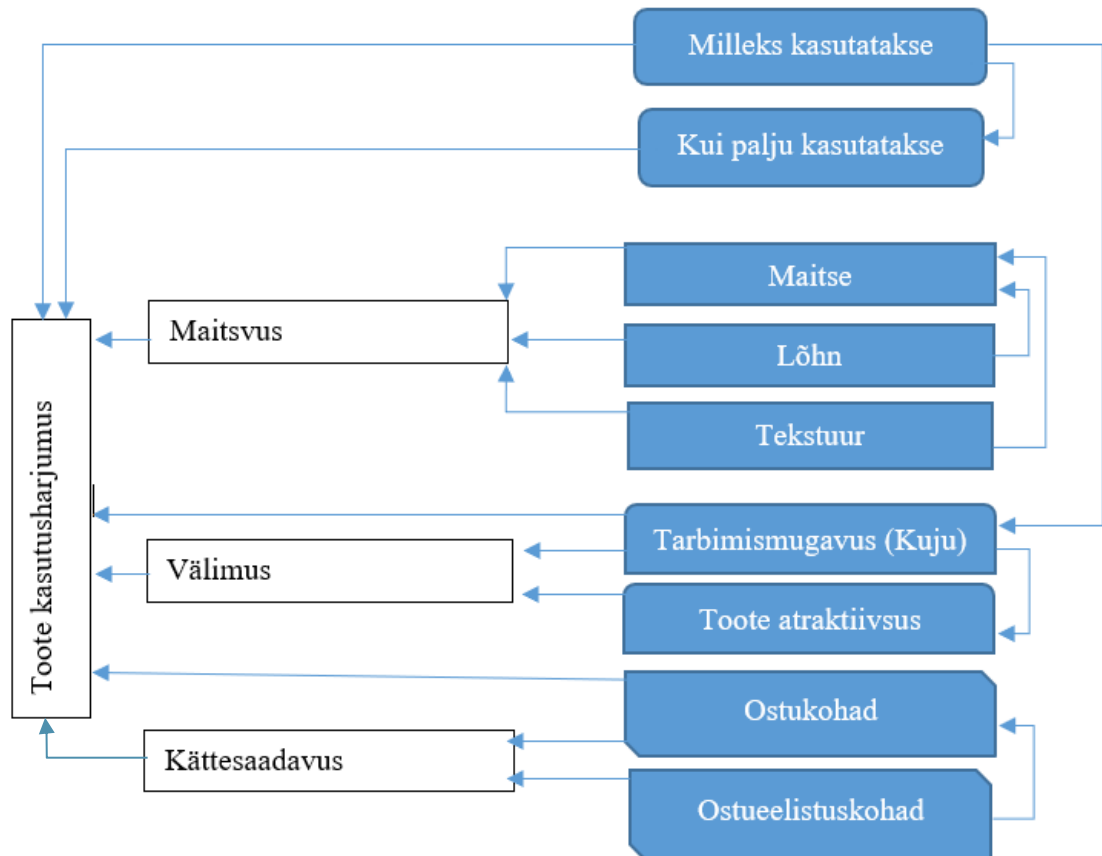 Milleks kasutatakse
Kui palju kasutatakse
Maitse
Maitsvus
Lõhn
Tekstuur
Toote kasutusharjumus
Tarbimismugavus (Kuju)
Välimus
Toote atraktiivsus
Ostukohad
Kättesaadavus
Ostueelistuskohad